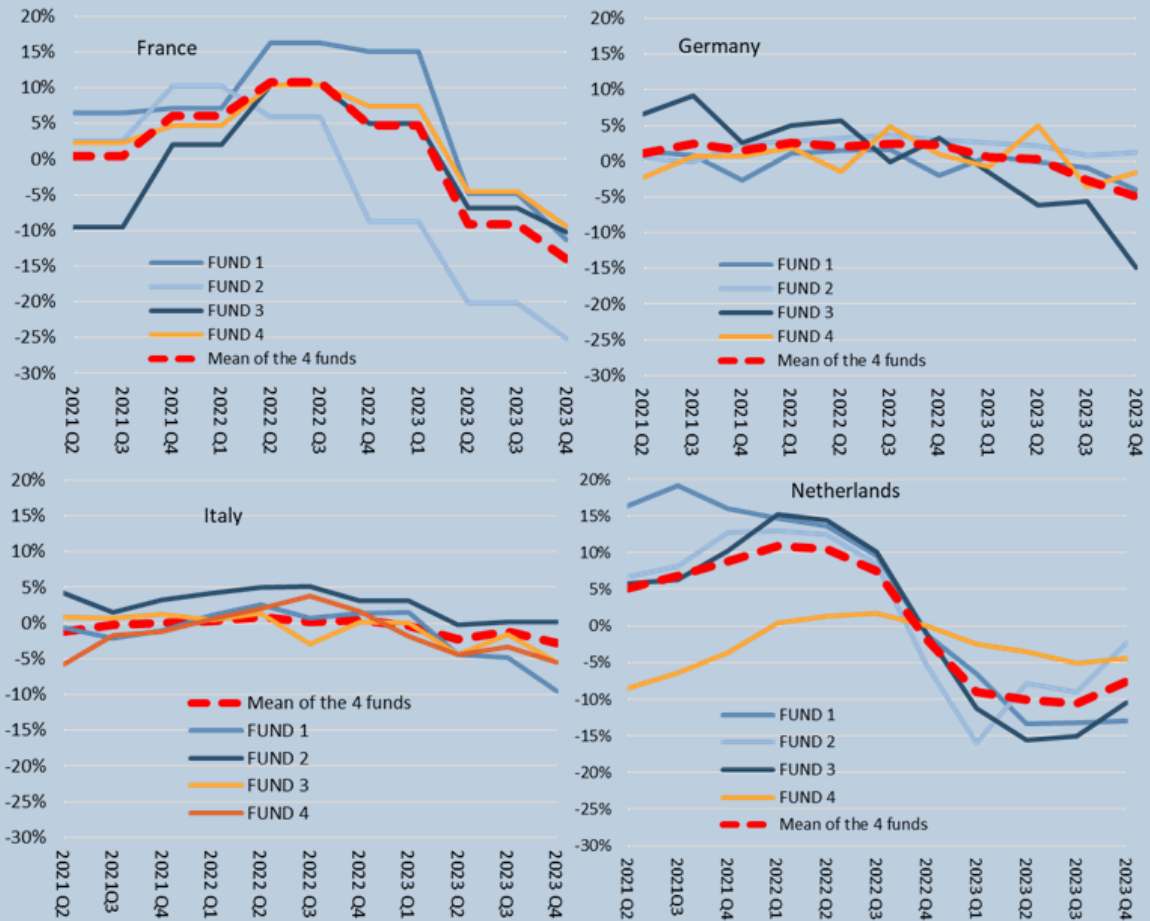 France
20%
15%
10%
5%
0%
-5%
-10%
-15%
-20%
-25%
-30%
FUND 1
FUND 2
FUND 3
FUND 4
Mean of the 4 funds
2021 Q2
2021 Q3
2021 Q4
2022 Q1
2022 Q2
2022 Q3
2022 Q4
2023 Q1
2023 Q2
2023 Q3
2023 Q4
Germany
20%
15%
10%
5%
0%
-5%
-10%
-15%
-20%
-25%
-30%
FUND 1
FUND 2
FUND 3
FUND 4
Mean of the 4 funds
2021 Q2
2021 Q3
2021 Q4
2022 Q1
2022 Q2
2022 Q3
2022 Q4
2023 Q1
2023 Q2
2023 Q3
2023 Q4
Italy
20%
15%
10%
5%
0%
-5%
-10%
-15%
-20%
-25%
-30%
Mean of the 4 funds
FUND 1
FUND 2
FUND 3
FUND 4
2021 Q2
2021Q3
2021 Q4
2022 Q1
2022 Q2
2022 Q3
2022 Q4
2023 Q1
2023 Q2
2023 Q3
2023 Q4
Netherlands
20%
15%
10%
5%
0%
-5%
-10%
-15%
-20%
-25%
-30%
FUND 1
FUND 2
FUND 3
FUND 4
Mean of the 4 funds
2021 Q2
2021Q3
2021 Q4
2022 Q1
2022 Q2
2022 Q3
2022 Q4
2023 Q1
2023 Q2
2023 Q3
2023 Q4